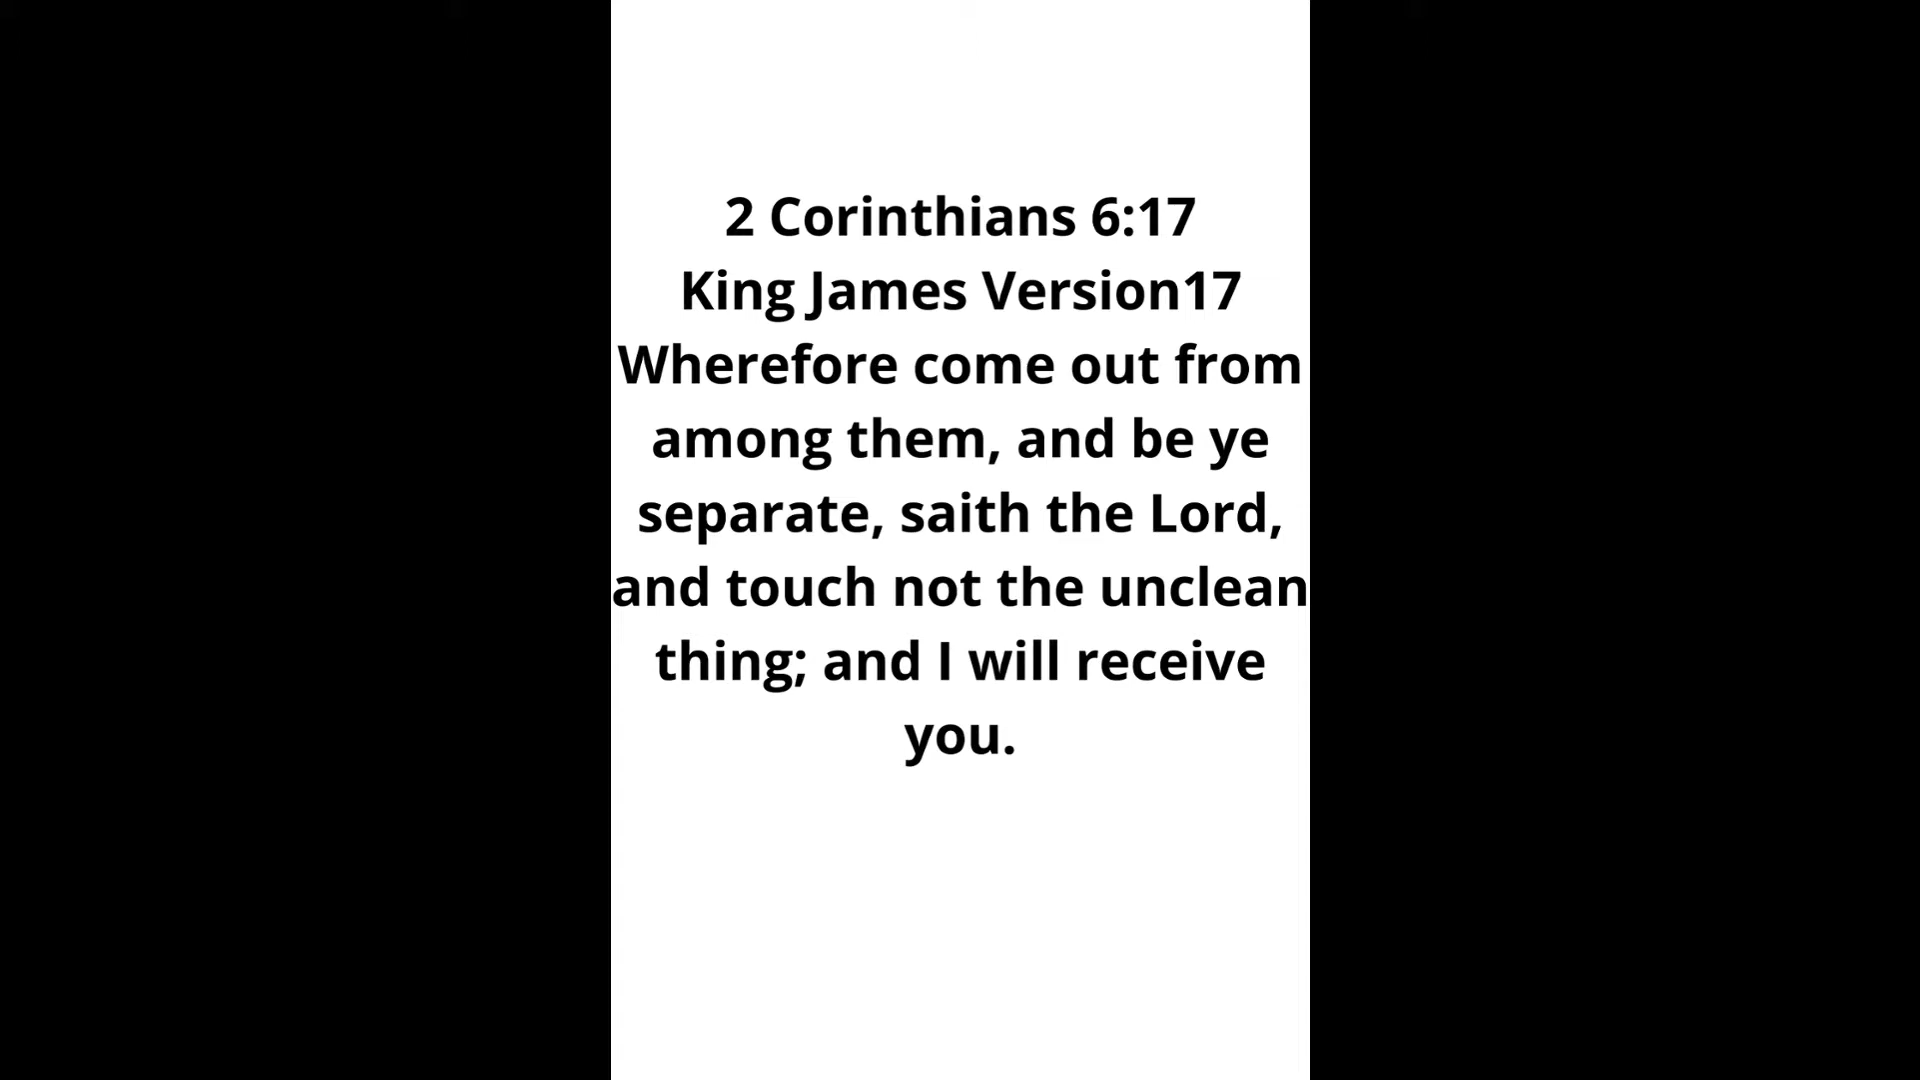 2 Corinthians 6:17
King James Version17
Wherefore come out from
among them, and be ye
separate, saith the Lord,
and touch not the unclean
thing; and I will receive
you.